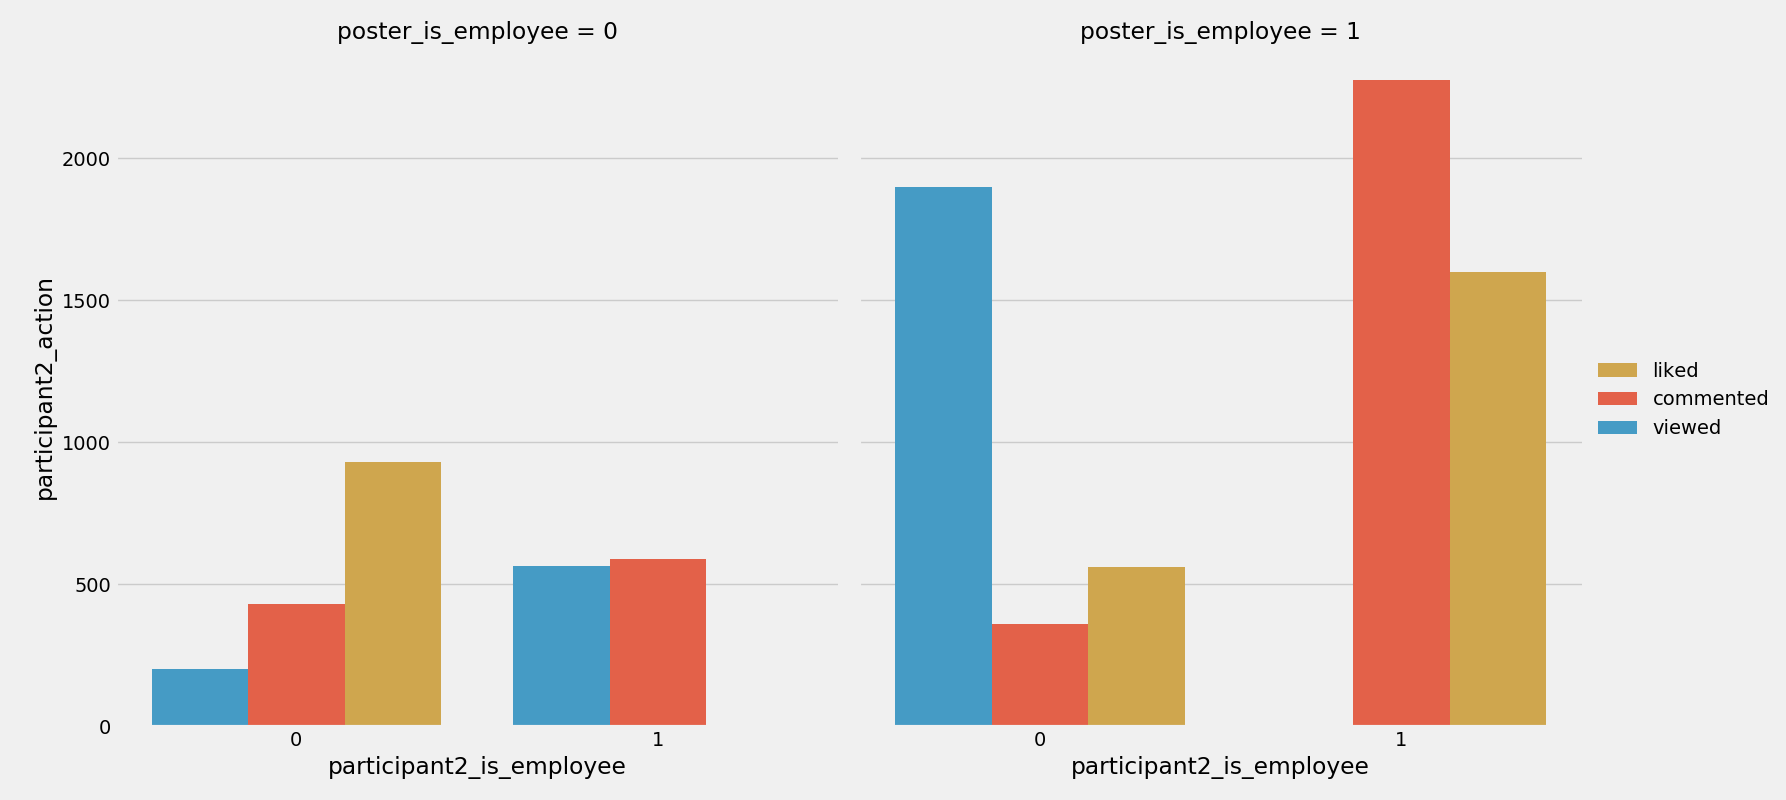 poster_is_employee = 0
poster_is_employee = 1
participant2_action
2000
1500
1000
500
0
0
1
0
1
participant2_is_employee
participant2_is_employee
liked
commented
viewed